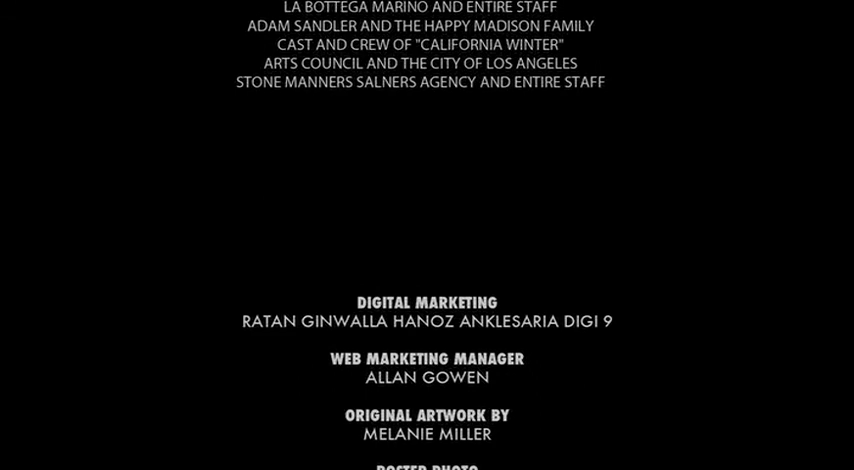 LA BOTTEGA MARINO AND ENTIRE STAFF
ADAM SANDLER AND THE HAPPY MADISON FAMILY
CAST AND CREW OF "CALIFORNIA WINTER"
ARTS COUNCIL AND THE CITY OF LOS ANGELES
STONE MANNERS SALNERS AGENCY AND ENTIRE STAFF
DIGITAL MARKETING
RATAN GINWALLA HANOZ ANKLESARIA DIGI 9
WEB MARKETING MANAGER
ALLAN GOWEN
ORIGINAL ARTWORK BY
MELANIE MILLER
POSTER PHOTO